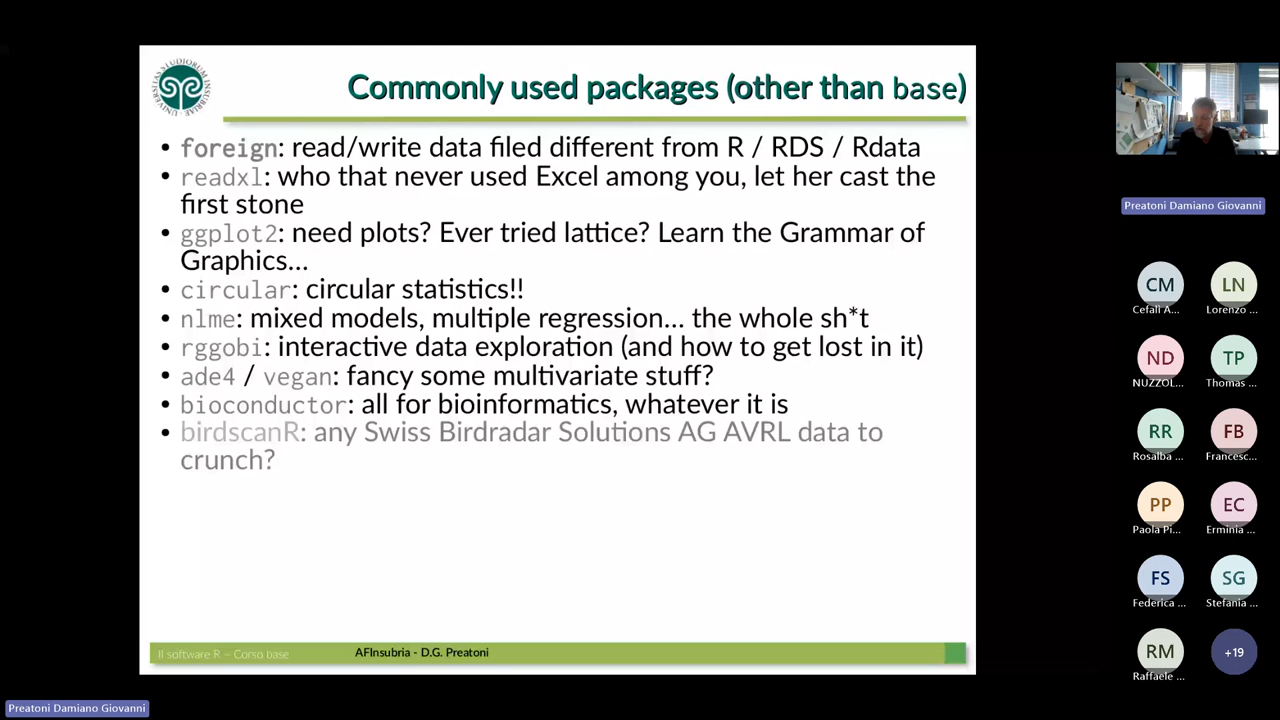 Commonly used packages (other than base)
• foreign: read/write data filed different from R / RDS / Rdata
• readxl: who that never used Excel among you, let her cast the
first stone
• ggplot2: need plots? Ever tried lattice? Learn the Grammar of
Graphics...
• circular: circular statistics!!
• nlme: mixed models, multiple regression... the whole sh*t
• rggobi: interactive data exploration (and how to get lost in it)
• ade4 / vegan: fancy some multivariate stuff?
• bioconductor: all for bioinformatics, whatever it is
• birdscanR: any Swiss Birdradar Solutions AG AVRL data to
crunch?
Il software R – Corso base
AFInsubria - D.G. Preatoni
Preatoni Damiano Giovanni
Preatoni Damiano Giovanni
CM LN
Cefalì A... Lorenzo ...
ND TP
NUZZOL... Thomas ...
RR FB
Rosalba ... Francesc...
PP EC
Paola Pi... Erminia ...
FS SG
Federica ... Stefania ...
RM +19
Raffaele ...